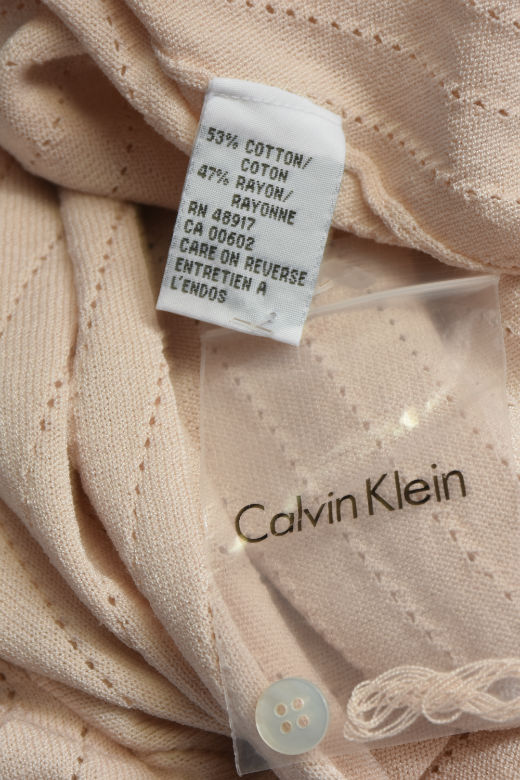 53% COTTON/
COTON
47% RAYON/
RAYONNE
RN 48917
CA 00602
CARE ON REVERSE
ENTRETIEN A
L'ENDOS
Calvin Klein